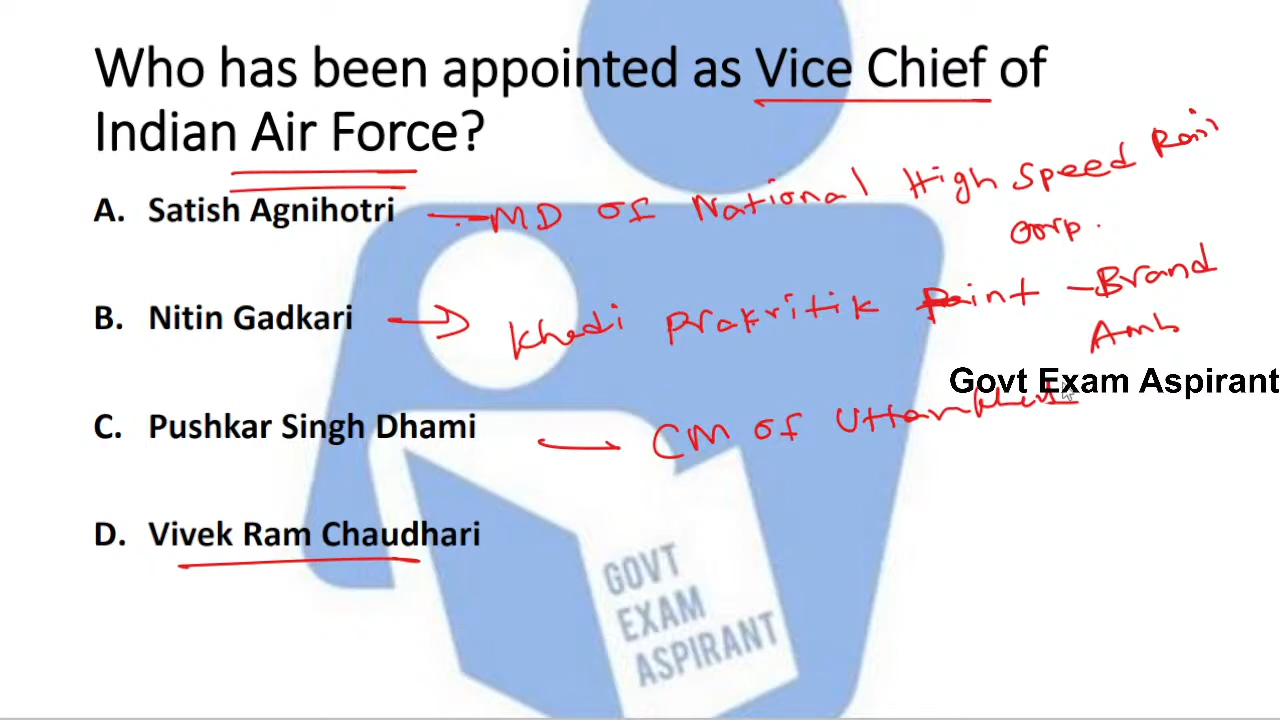 Who has been appointed as Vice Chief of
Indian Air Force?
A. Satish Agnihotri
MD of National High Speed Rail
Corp.
B. Nitin Gadkari
Khadi Prakritik Paint - Brand
Amb
Govt Exam Aspirant
C. Pushkar Singh Dhami
CM of Uttarakhand
D. Vivek Ram Chaudhari
GOVT
EXAM
ASPIRANT